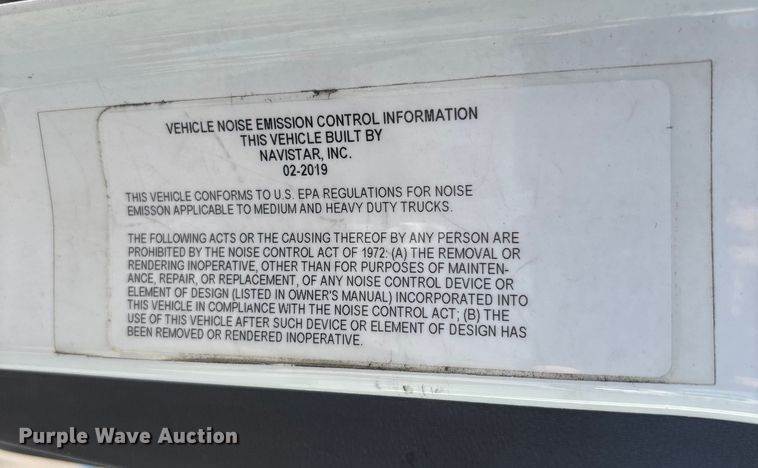 VEHICLE NOISE EMISSION CONTROL INFORMATION
THIS VEHICLE BUILT BY
NAVISTAR, INC.
02-2019
THIS VEHICLE CONFORMS TO U.S. EPA REGULATIONS FOR NOISE
EMISSON APPLICABLE TO MEDIUM AND HEAVY DUTY TRUCKS.
THE FOLLOWING ACTS OR THE CAUSING THEREOF BY ANY PERSON ARE
PROHIBITED BY THE NOISE CONTROL ACT OF 1972: (A) THE REMOVAL OR
RENDERING INOPERATIVE, OTHER THAN FOR PURPOSES OF MAINTEN-
ANCE, REPAIR, OR REPLACEMENT, OF ANY NOISE CONTROL DEVICE OR
ELEMENT OF DESIGN (LISTED IN OWNER'S MANUAL) INCORPORATED INTO
THIS VEHICLE IN COMPLIANCE WITH THE NOISE CONTROL ACT; (B) THE
USE OF THIS VEHICLE AFTER SUCH DEVICE OR ELEMENT OF DESIGN HAS
BEEN REMOVED OR RENDERED INOPERATIVE.
Purple Wave Auction